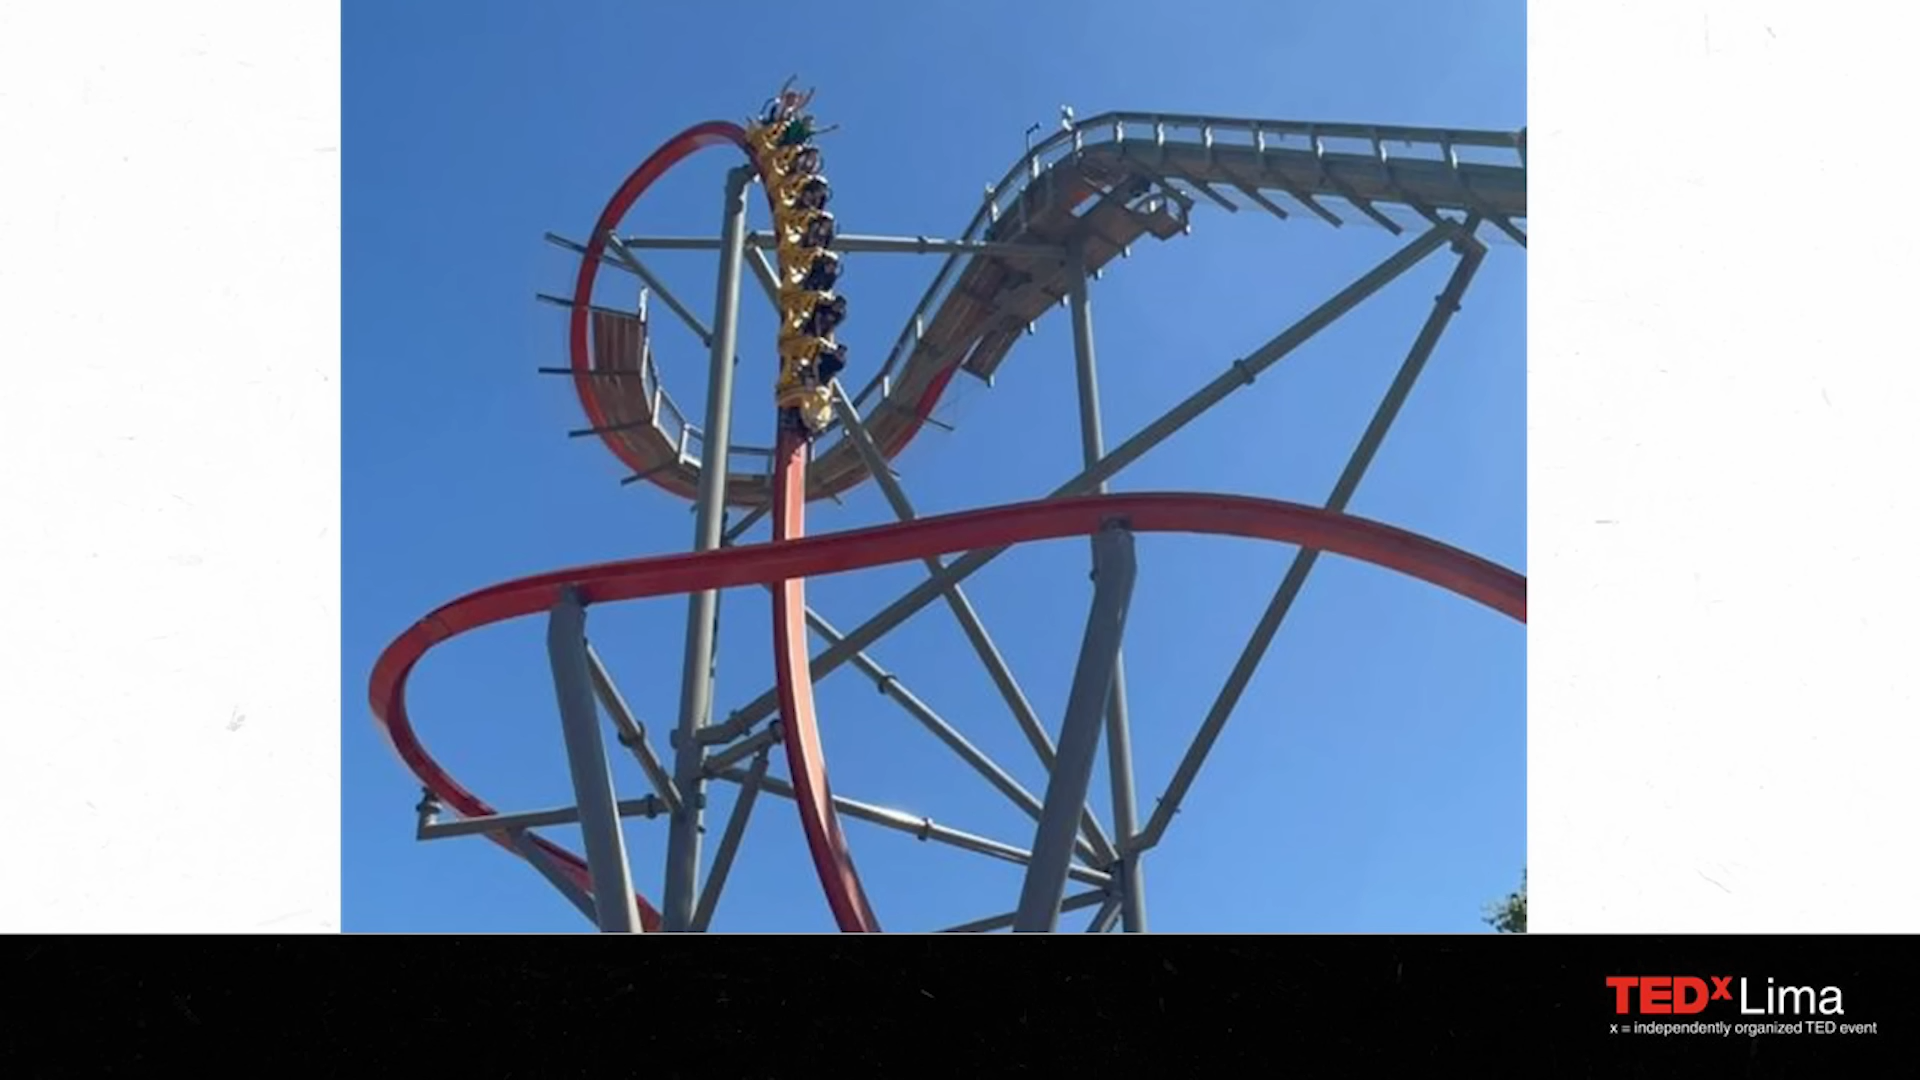 TEDx Lima
x = independently organized TED event